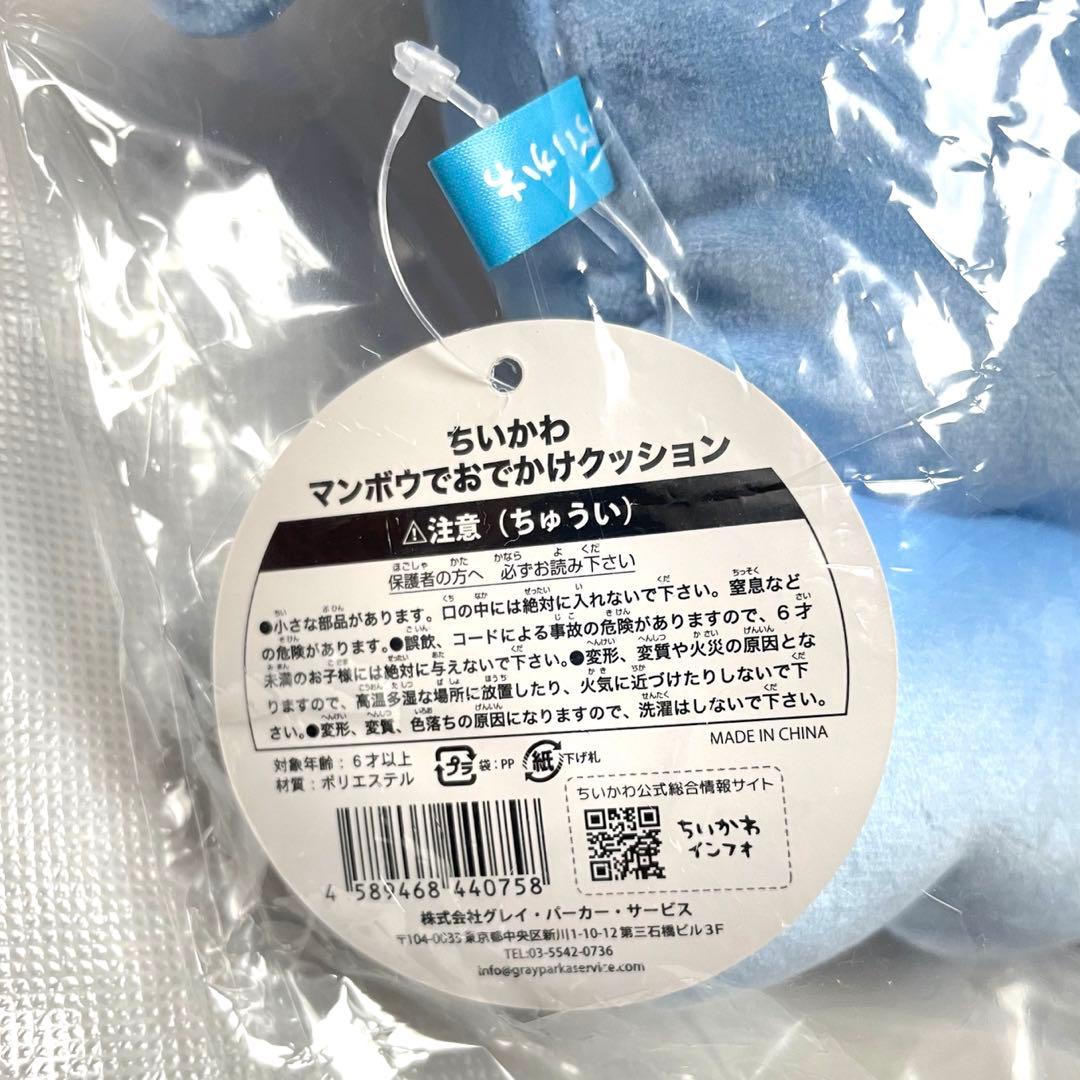 ちいかわ
ちいかわ
マンボウでおでかけクッション
⚠注意（ちゅうい）
保護者の方へ 必ずお読み下さい
●小さな部品があります。口の中には絶対に入れないで下さい。窒息など
の危険があります。●誤飲、コードによる事故の危険がありますので、6才
未満のお子様には絶対に与えないで下さい。●変形、変質や火災の原因とな
りますので、高温多湿な場所に放置したり、火気に近づけたりしないで下
さい。●変形、変質、色落ちの原因になりますので、洗濯はしないで下さい。
MADE IN CHINA
対象年齢：6才以上
材質：ポリエステル
プラ 袋：PP 紙 下げ札
ちいかわ公式総合情報サイト
ちいかわ
インフォ
4 589468 440758
株式会社グレイ・パーカー・サービス
〒104-0033 東京都中央区新川1-10-12 第三石橋ビル3F
TEL:03-5542-0736
info@grayparkaservice.com